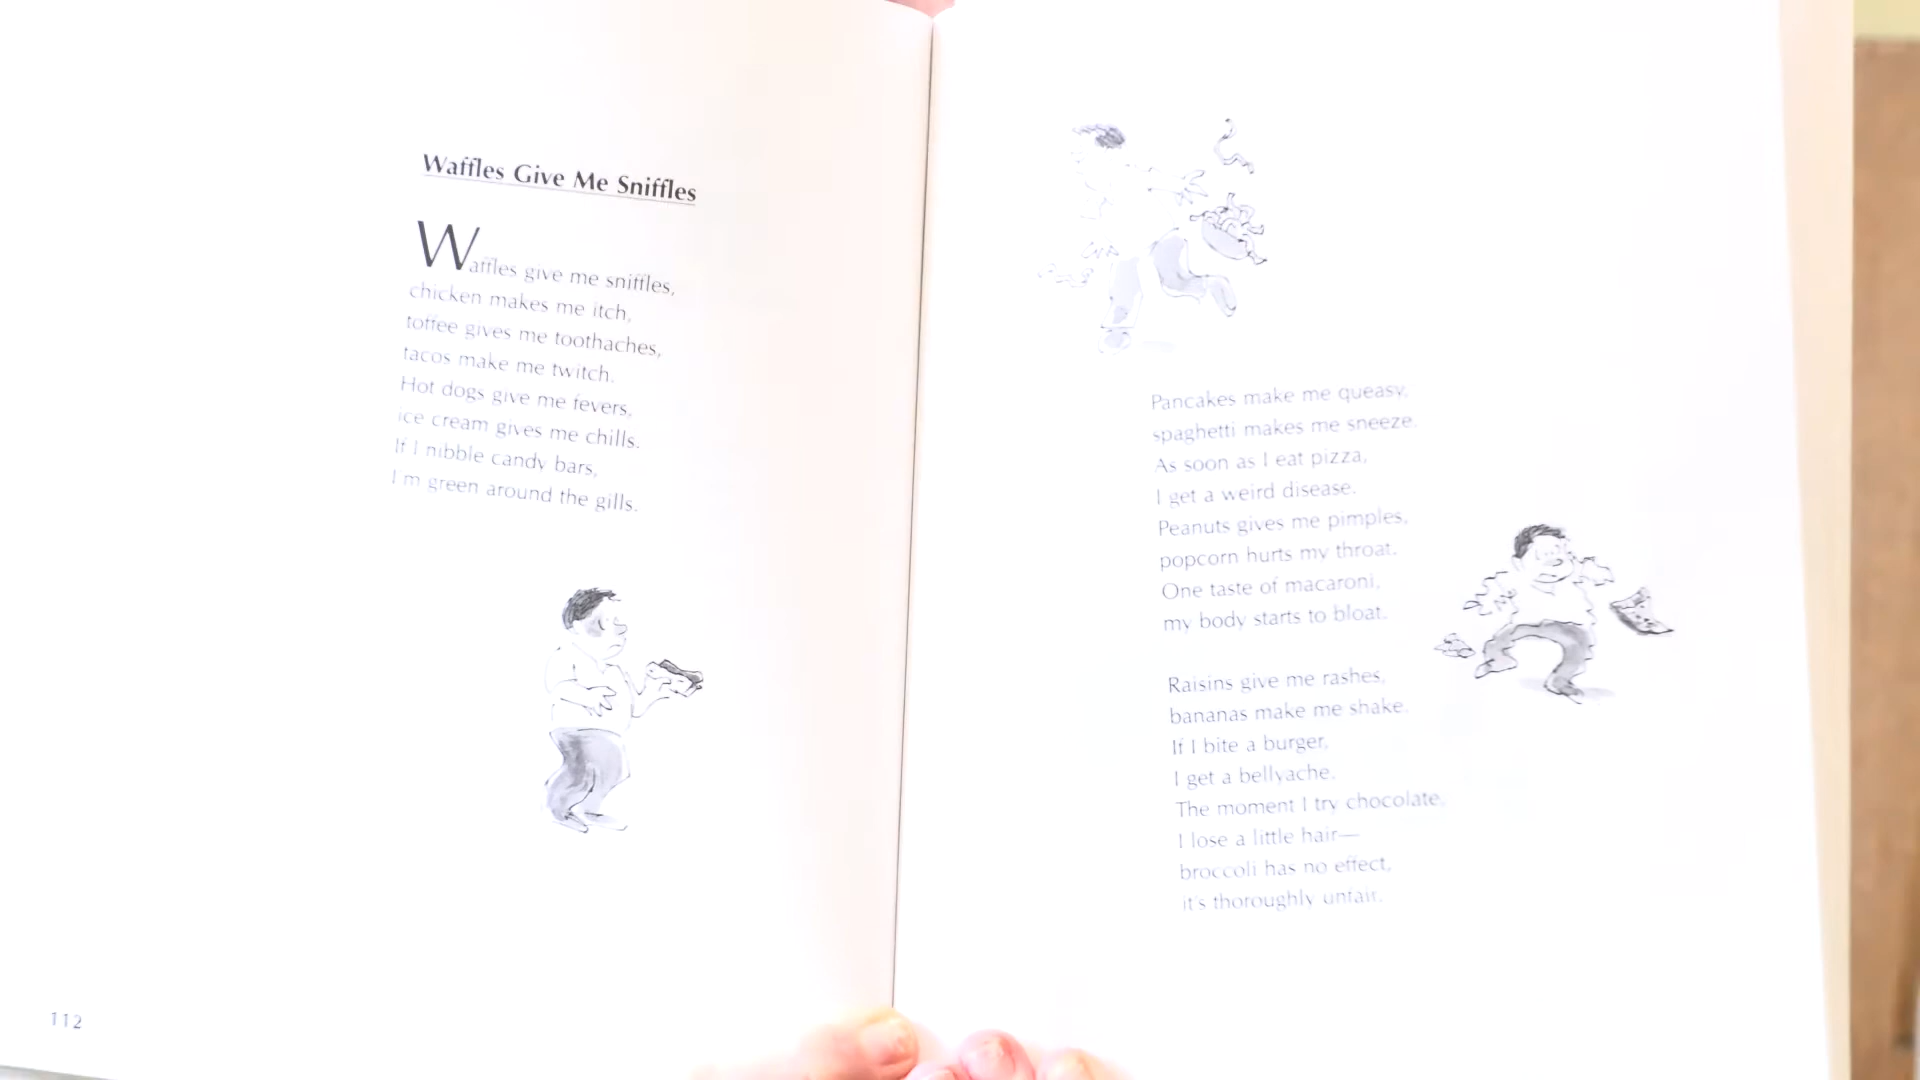 Waffles Give Me Sniffles
Waffles give me sniffles,
chicken makes me itch,
toffee gives me toothaches,
tacos make me twitch.
Hot dogs give me fevers,
ice cream gives me chills.
If I nibble candy bars,
I'm green around the gills.
112
Pancakes make me queasy,
spaghetti makes me sneeze.
As soon as I eat pizza,
I get a weird disease.
Peanuts gives me pimples,
popcorn hurts my throat.
One taste of macaroni,
my body starts to bloat.
Raisins give me rashes,
bananas make me shake.
If I bite a burger,
I get a bellyache.
The moment I try chocolate,
I lose a little hair—
broccoli has no effect,
it's thoroughly unfair.